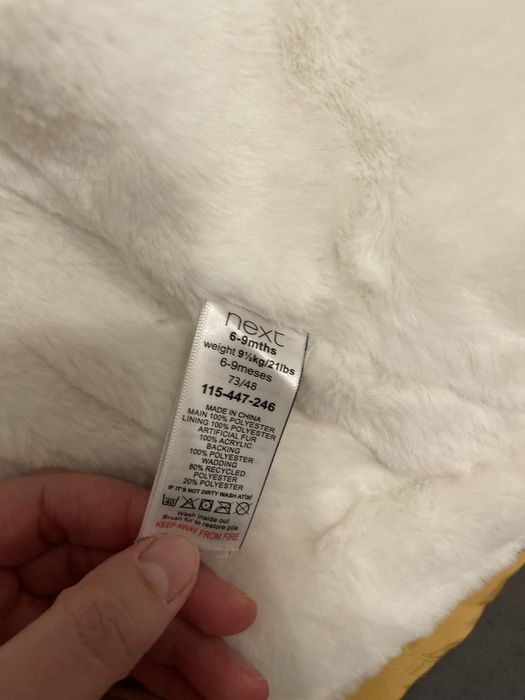 next
6-9mths
weight 9½kg/21lbs
6-9meses
73/48
115-447-246
MADE IN CHINA
MAIN 100% POLYESTER
LINING 100% POLYESTER
ARTIFICIAL FUR
100% ACRYLIC
BACKING
100% POLYESTER
WADDING
80% RECYCLED
POLYESTER
20% POLYESTER
IF IT'S NOT DIRTY WASH AT
40
Wash inside out
Brush fur to restore pile
KEEP AWAY FROM FIRE